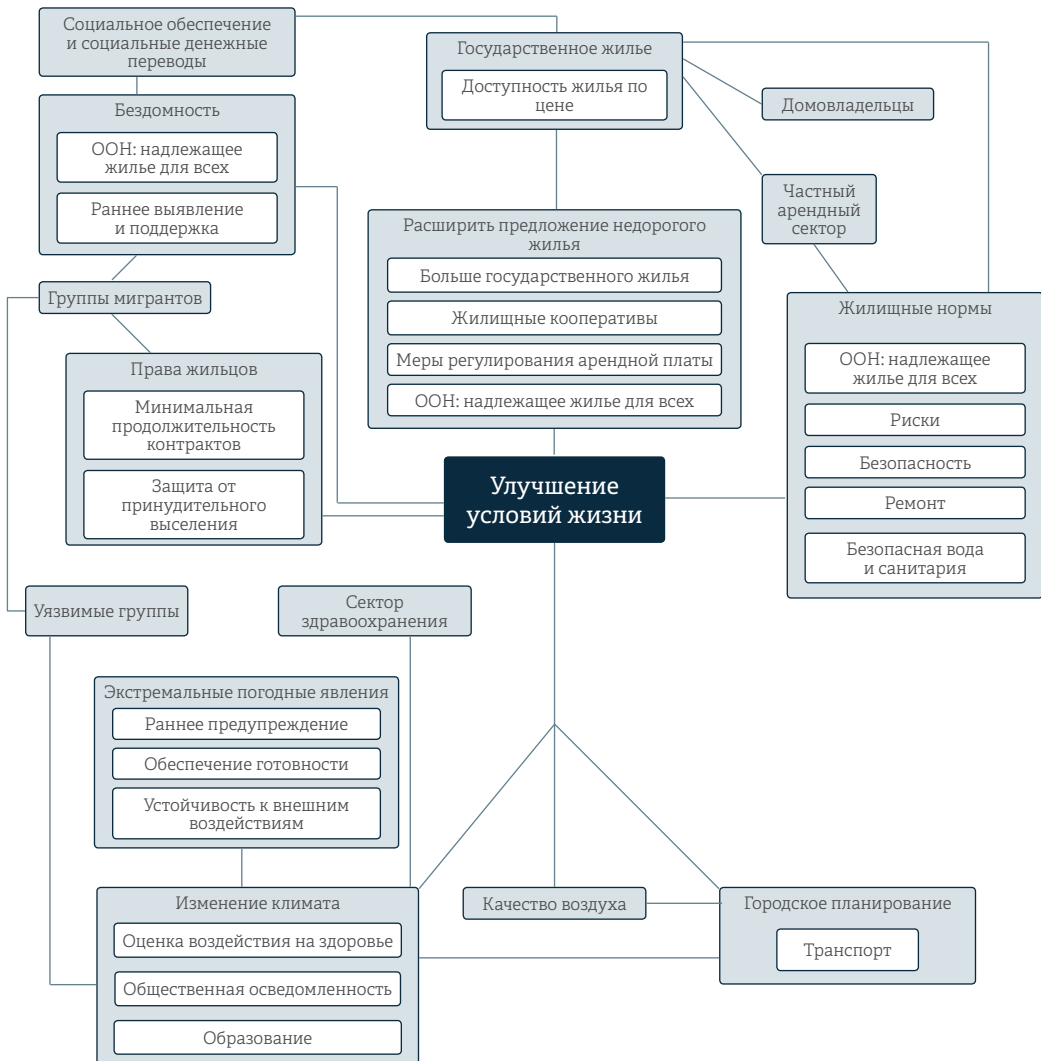 Социальное обеспечение
и социальные денежные
переводы
Государственное жилье
Доступность жилья по
цене
Домовладельцы
Бездомность
ООН: надлежащее
жилье для всех
Раннее выявление
и поддержка
Частный
арендный
сектор
Расширить предложение недорогого
жилья
Больше государственного жилья
Жилищные кооперативы
Меры регулирования арендной платы
ООН: надлежащее жилье для всех
Группы мигрантов
Жилищные нормы
ООН: надлежащее
жилье для всех
Риски
Безопасность
Ремонт
Безопасная вода
и санитария
Права жильцов
Минимальная
продолжительность
контрактов
Защита от
принудительного
выселения
Улучшение
условий жизни
Уязвимые группы
Сектор
здравоохранения
Экстремальные погодные явления
Раннее предупреждение
Обеспечение готовности
Устойчивость к внешним
воздействиям
Изменение климата
Оценка воздействия на здоровье
Общественная осведомленность
Образование
Качество воздуха
Городское планирование
Транспорт